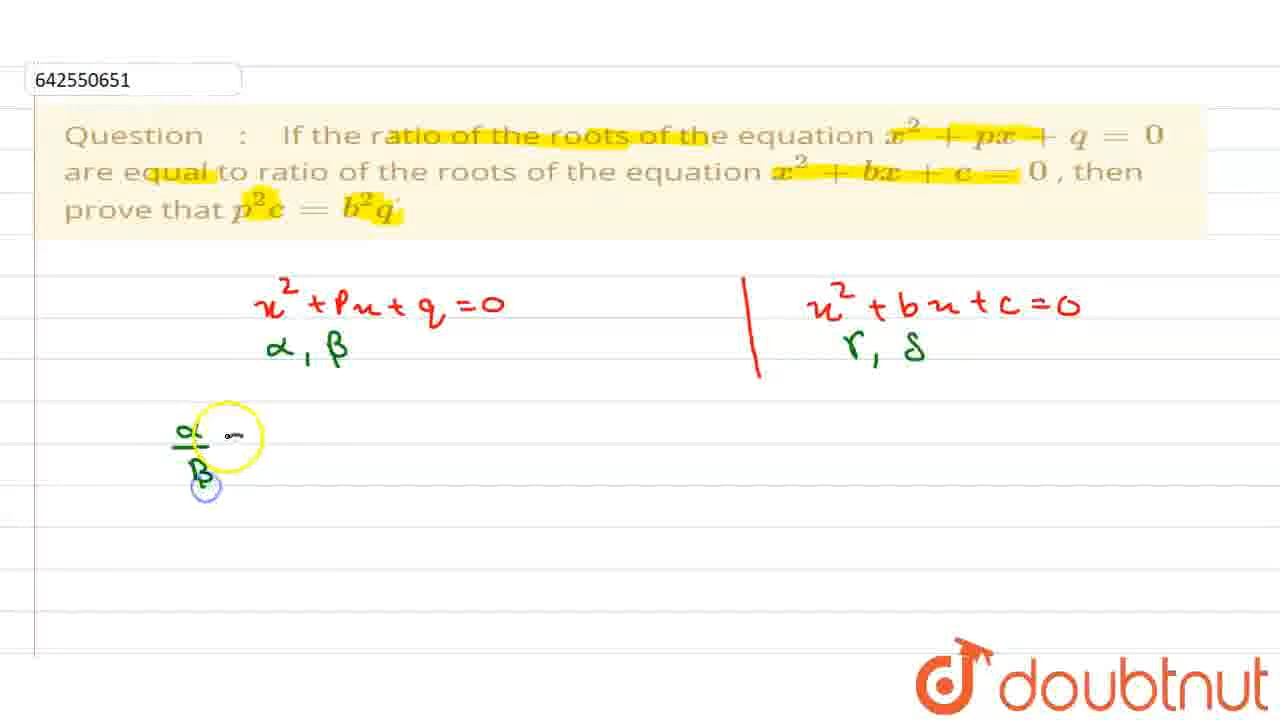 642550651
Question : If the ratio of the roots of the equation x² + px + q = 0
are equal to ratio of the roots of the equation x² + bx + c = 0 , then
prove that p²c = b²q
x² + px + q = 0 | x² + bx + c = 0
α, β γ, δ
α/β
doubtnut